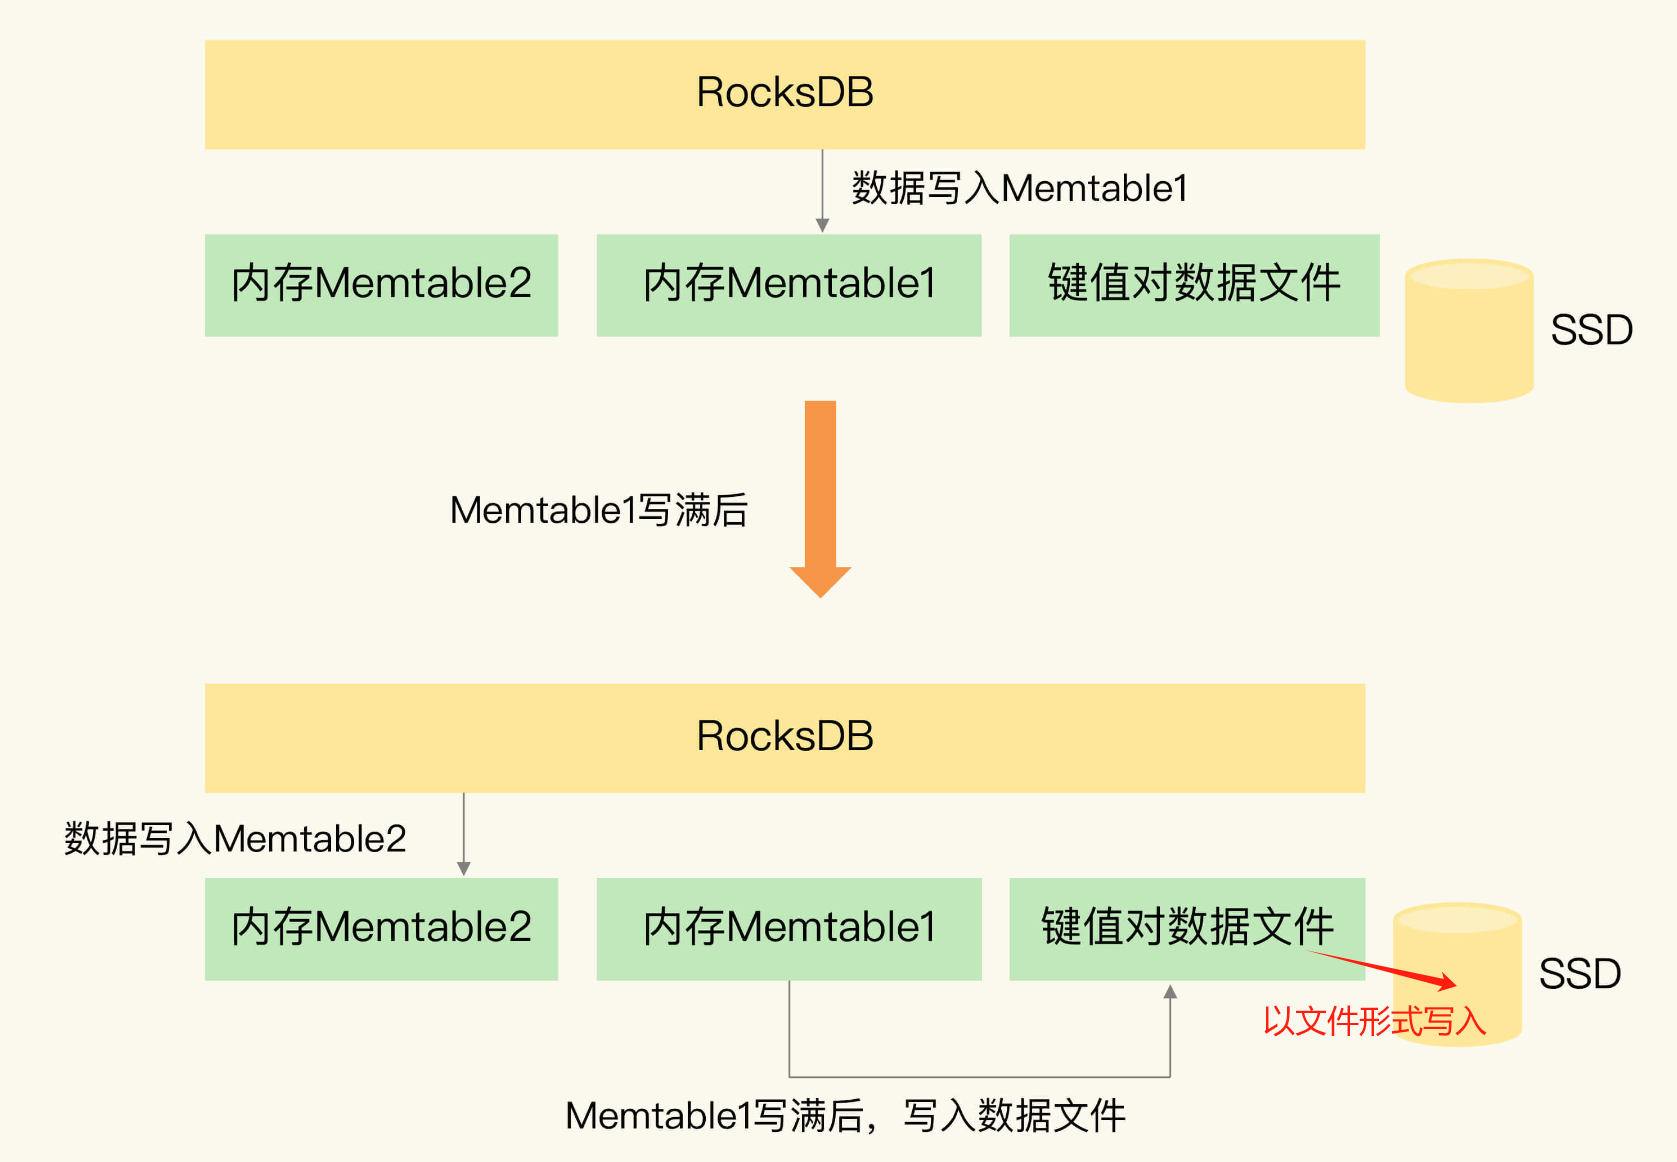 RocksDB
数据写入Memtable1
内存Memtable2
内存Memtable1
键值对数据文件
SSD
Memtable1写满后
RocksDB
数据写入Memtable2
内存Memtable2
内存Memtable1
键值对数据文件
SSD
以文件形式写入
Memtable1写满后，写入数据文件